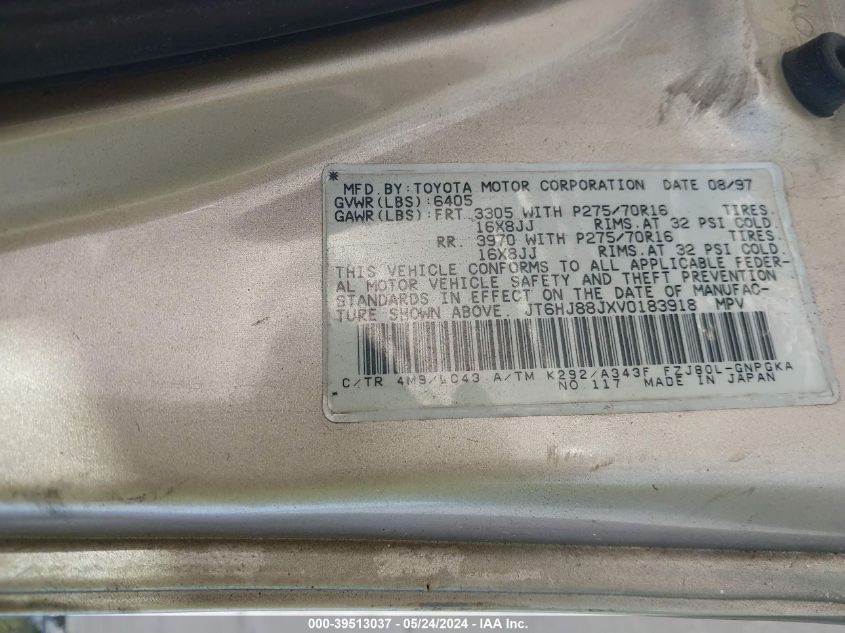 MFD.BY:TOYOTA MOTOR CORPORATION DATE 08/97
GVWR(LBS):6405
GAWR(LBS):FRT. 3305 WITH P275/70R16 TIRES,
16X8JJ RIMS.AT 32 PSI COLD.
RR. 3970 WITH P275/70R16 TIRES.
16X8JJ RIMS.AT 32 PSI COLD.
THIS VEHICLE CONFORMS TO ALL APPLICABLE FEDER-
AL MOTOR VEHICLE SAFETY AND THEFT PREVENTION
STANDARDS IN EFFECT ON THE DATE OF MANUFAC-
TURE SHOWN ABOVE. JT6HJ88JXV0183918 MPV
C/TR 4M9/LC43 A/TM K292/A343F FZJ80L-GNPGKA
NO.117 MADE IN JAPAN
000-39513037 - 05/24/2024 - IAA Inc.